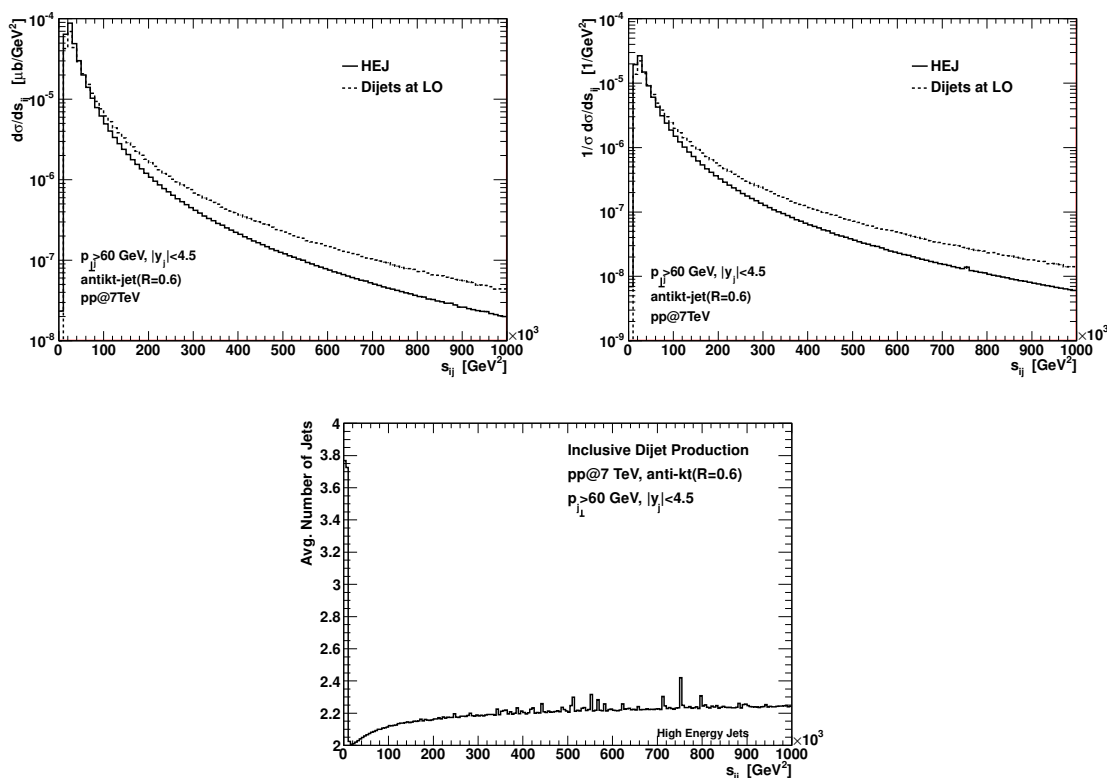 dσ/ds_ij [μb/GeV²]
10⁻⁴
10⁻⁵
10⁻⁶
10⁻⁷
10⁻⁸
HEJ
Dijets at LO
p_j⊥>60 GeV, |y_j|<4.5
antikt-jet(R=0.6)
pp@7TeV
0 100 200 300 400 500 600 700 800 900 1000
×10³
s_ij [GeV²]
1/σ dσ/ds_ij [1/GeV²]
10⁻⁴
10⁻⁵
10⁻⁶
10⁻⁷
10⁻⁸
10⁻⁹
HEJ
Dijets at LO
p_j⊥>60 GeV, |y_j|<4.5
antikt-jet(R=0.6)
pp@7TeV
0 100 200 300 400 500 600 700 800 900 1000
×10³
s_ij [GeV²]
Avg. Number of Jets
4
3.8
3.6
3.4
3.2
3
2.8
2.6
2.4
2.2
2
Inclusive Dijet Production
pp@7 TeV, anti-kt(R=0.6)
p_j⊥>60 GeV, |y_j|<4.5
High Energy Jets
0 100 200 300 400 500 600 700 800 900 1000
×10³
s_ij [GeV²]